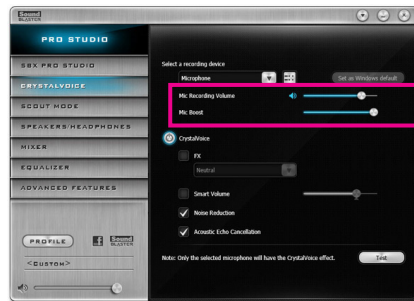 Sound
BLASTER
PRO STUDIO
SBX PRO STUDIO
CRYSTALVOICE
SCOUT MODE
SPEAKERS/HEADPHONES
MIXER
EQUALIZER
ADVANCED FEATURES
PROFILE
Sound
BLASTER
<CUSTOM>
Select a recording device
Microphone
Set as Windows default
Mic Recording Volume
Mic Boost
CrystalVoice
FX
Neutral
Smart Volume
Noise Reduction
Acoustic Echo Cancellation
Note: Only the selected microphone will have the CrystalVoice effect.
Test